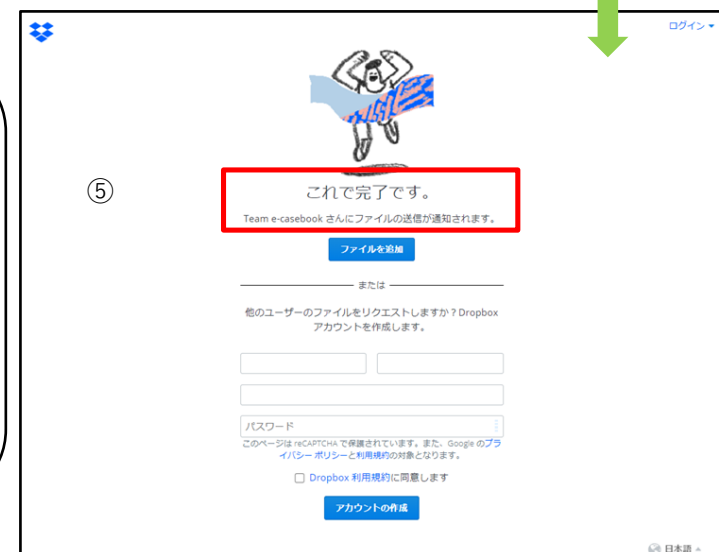 ログイン
⑤
これで完了です。
Team e-casebook さんにファイルの送信が通知されます。
ファイルを追加
または
他のユーザーのファイルをリクエストしますか？Dropbox
アカウントを作成します。
パスワード
このページは reCAPTCHA で保護されています。また、Google のプラ
イバシー ポリシーと利用規約の対象となります。
Dropbox 利用規約に同意します
アカウントの作成
日本語